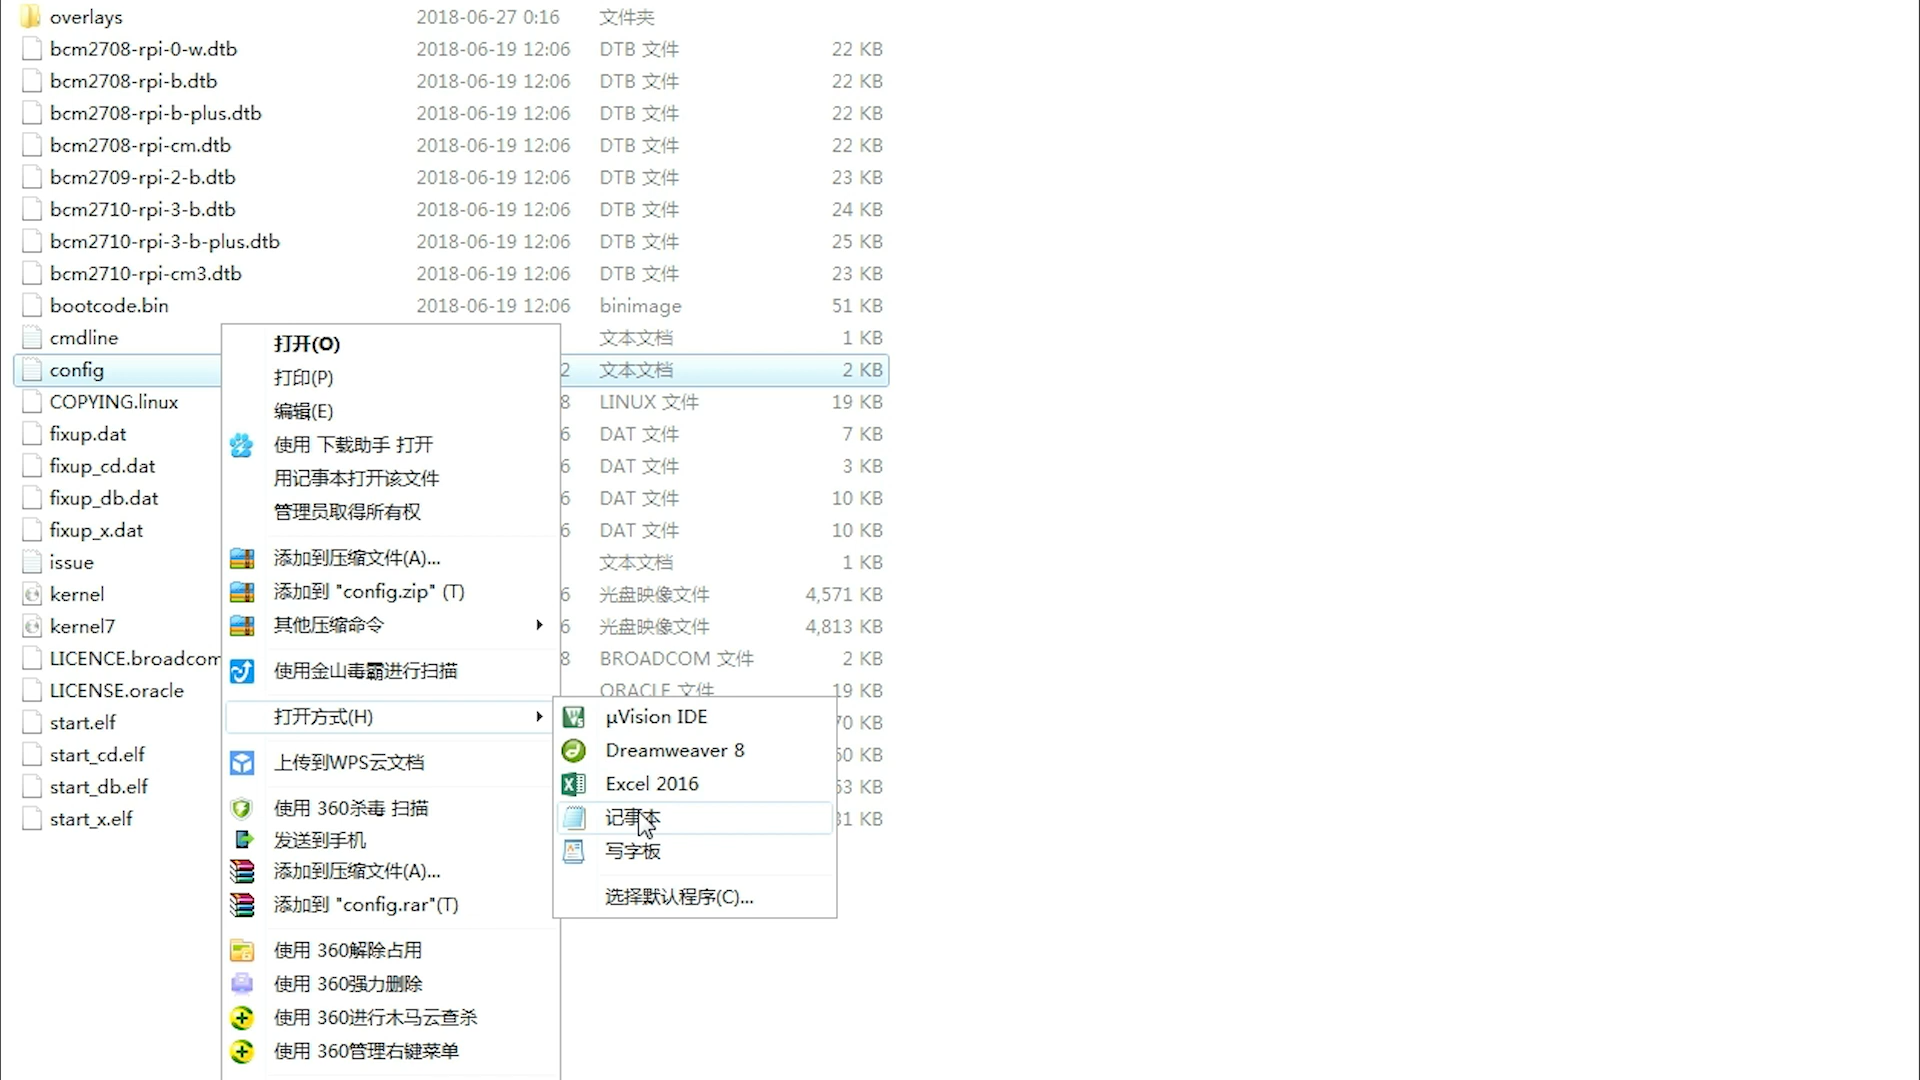 overlays 2018-06-27 0:16 文件夹
bcm2708-rpi-0-w.dtb 2018-06-19 12:06 DTB 文件 22 KB
bcm2708-rpi-b.dtb 2018-06-19 12:06 DTB 文件 22 KB
bcm2708-rpi-b-plus.dtb 2018-06-19 12:06 DTB 文件 22 KB
bcm2708-rpi-cm.dtb 2018-06-19 12:06 DTB 文件 22 KB
bcm2709-rpi-2-b.dtb 2018-06-19 12:06 DTB 文件 23 KB
bcm2710-rpi-3-b.dtb 2018-06-19 12:06 DTB 文件 24 KB
bcm2710-rpi-3-b-plus.dtb 2018-06-19 12:06 DTB 文件 25 KB
bcm2710-rpi-cm3.dtb 2018-06-19 12:06 DTB 文件 23 KB
bootcode.bin 2018-06-19 12:06 binimage 51 KB
cmdline 文本文档 1 KB
config 2 文本文档 2 KB
COPYING.linux 8 LINUX 文件 19 KB
fixup.dat 6 DAT 文件 7 KB
fixup_cd.dat 6 DAT 文件 3 KB
fixup_db.dat 6 DAT 文件 10 KB
fixup_x.dat 6 DAT 文件 10 KB
issue 文本文档 1 KB
kernel 6 光盘映像文件 4,571 KB
kernel7 6 光盘映像文件 4,813 KB
LICENCE.broadcom 8 BROADCOM 文件 2 KB
LICENSE.oracle ORACLE 文件 19 KB
start.elf 70 KB
start_cd.elf 60 KB
start_db.elf 53 KB
start_x.elf 31 KB
打开(O)
打印(P)
编辑(E)
使用 下载助手 打开
用记事本打开该文件
管理员取得所有权
添加到压缩文件(A)...
添加到 "config.zip" (T)
其他压缩命令
使用金山毒霸进行扫描
打开方式(H)
上传到WPS云文档
使用 360杀毒 扫描
发送到手机
添加到压缩文件(A)...
添加到 "config.rar"(T)
使用 360解除占用
使用 360强力删除
使用 360进行木马云查杀
使用 360管理右键菜单
µVision IDE
Dreamweaver 8
Excel 2016
记事本
写字板
选择默认程序(C)...